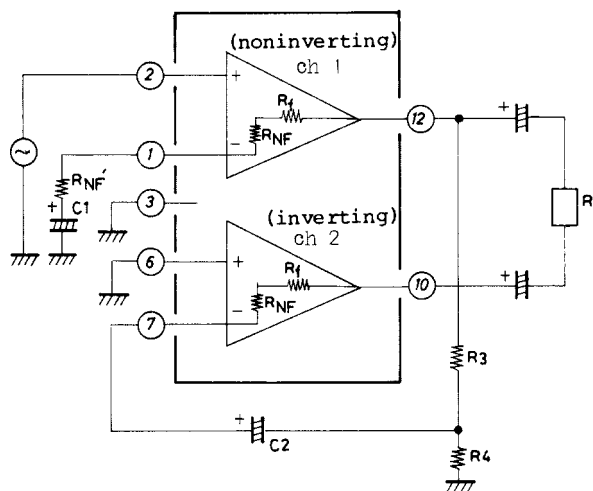 (noninverting)
ch 1
2
+
Rf
RNF
12
+
1
−
RNF'
+
C1
3
R
(inverting)
ch 2
6
+
Rf
RNF
10
+
7
−
R3
+
C2
R4